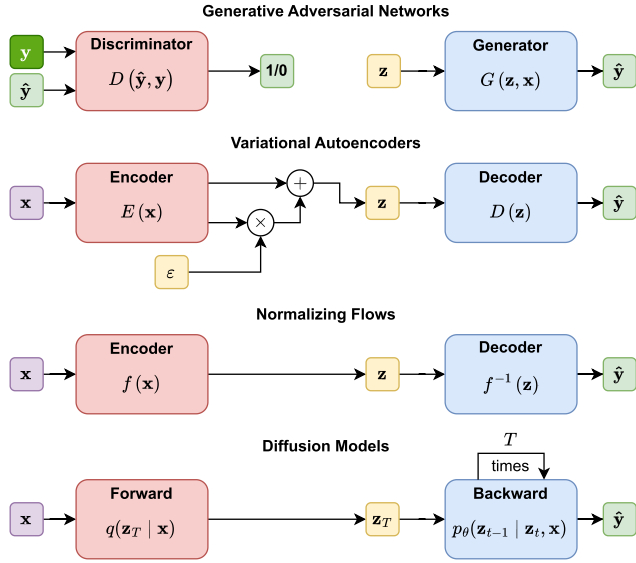 Generative Adversarial Networks
y
ŷ
Discriminator
D (ŷ, y)
1/0
z
Generator
G (z, x)
ŷ
Variational Autoencoders
x
Encoder
E (x)
+
×
ε
z
Decoder
D (z)
ŷ
Normalizing Flows
x
Encoder
f (x)
z
Decoder
f⁻¹ (z)
ŷ
Diffusion Models
x
Forward
q(z_T | x)
z_T
T
times
Backward
p_θ(z_{t−1} | z_t, x)
ŷ